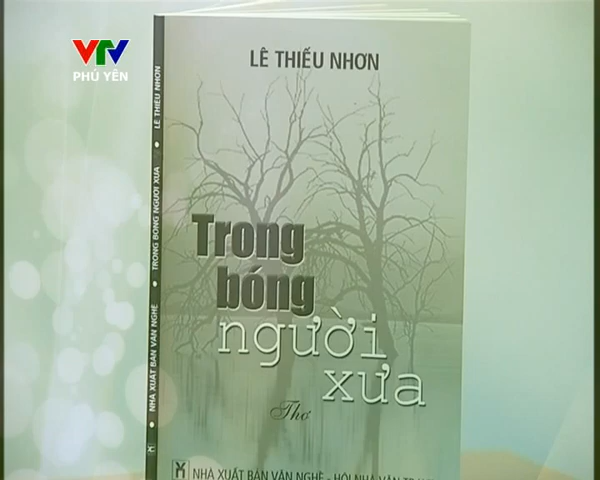 VTV
PHÚ YÊN
LÊ THIẾU NHƠN
Trong
bóng
người
xưa
Thơ
NHÀ XUẤT BẢN VĂN NGHỆ - HỘI NHÀ VĂN
NHÀ XUẤT BẢN VĂN NGHỆ • TRONG BÓNG NGƯỜI XƯA • LÊ THIẾU NHƠN